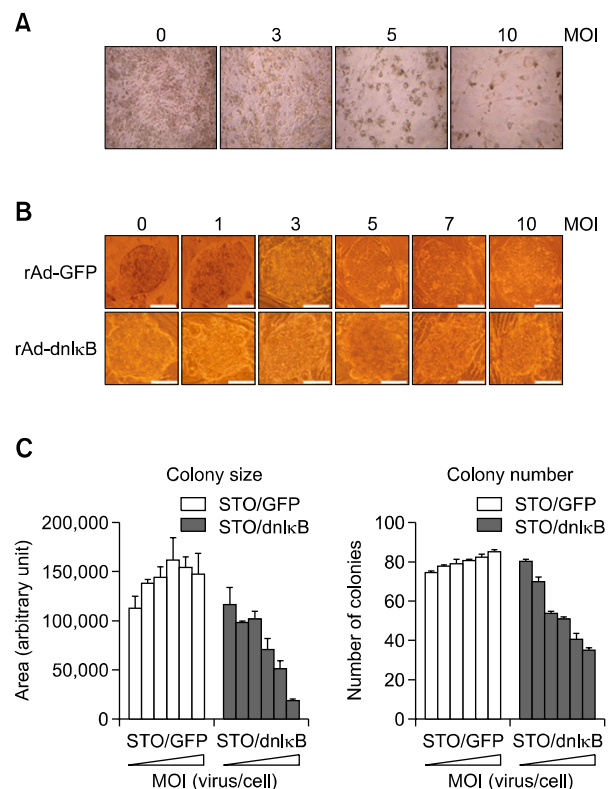 A
0 3 5 10 MOI
B
0 1 3 5 7 10 MOI
rAd-GFP
rAd-dnIκB
C
Colony size
STO/GFP
STO/dnIκB
200,000
150,000
100,000
50,000
0
Area (arbitrary unit)
STO/GFP STO/dnIκB
MOI (virus/cell)
Colony number
STO/GFP
STO/dnIκB
100
80
60
40
20
0
Number of colonies
STO/GFP STO/dnIκB
MOI (virus/cell)